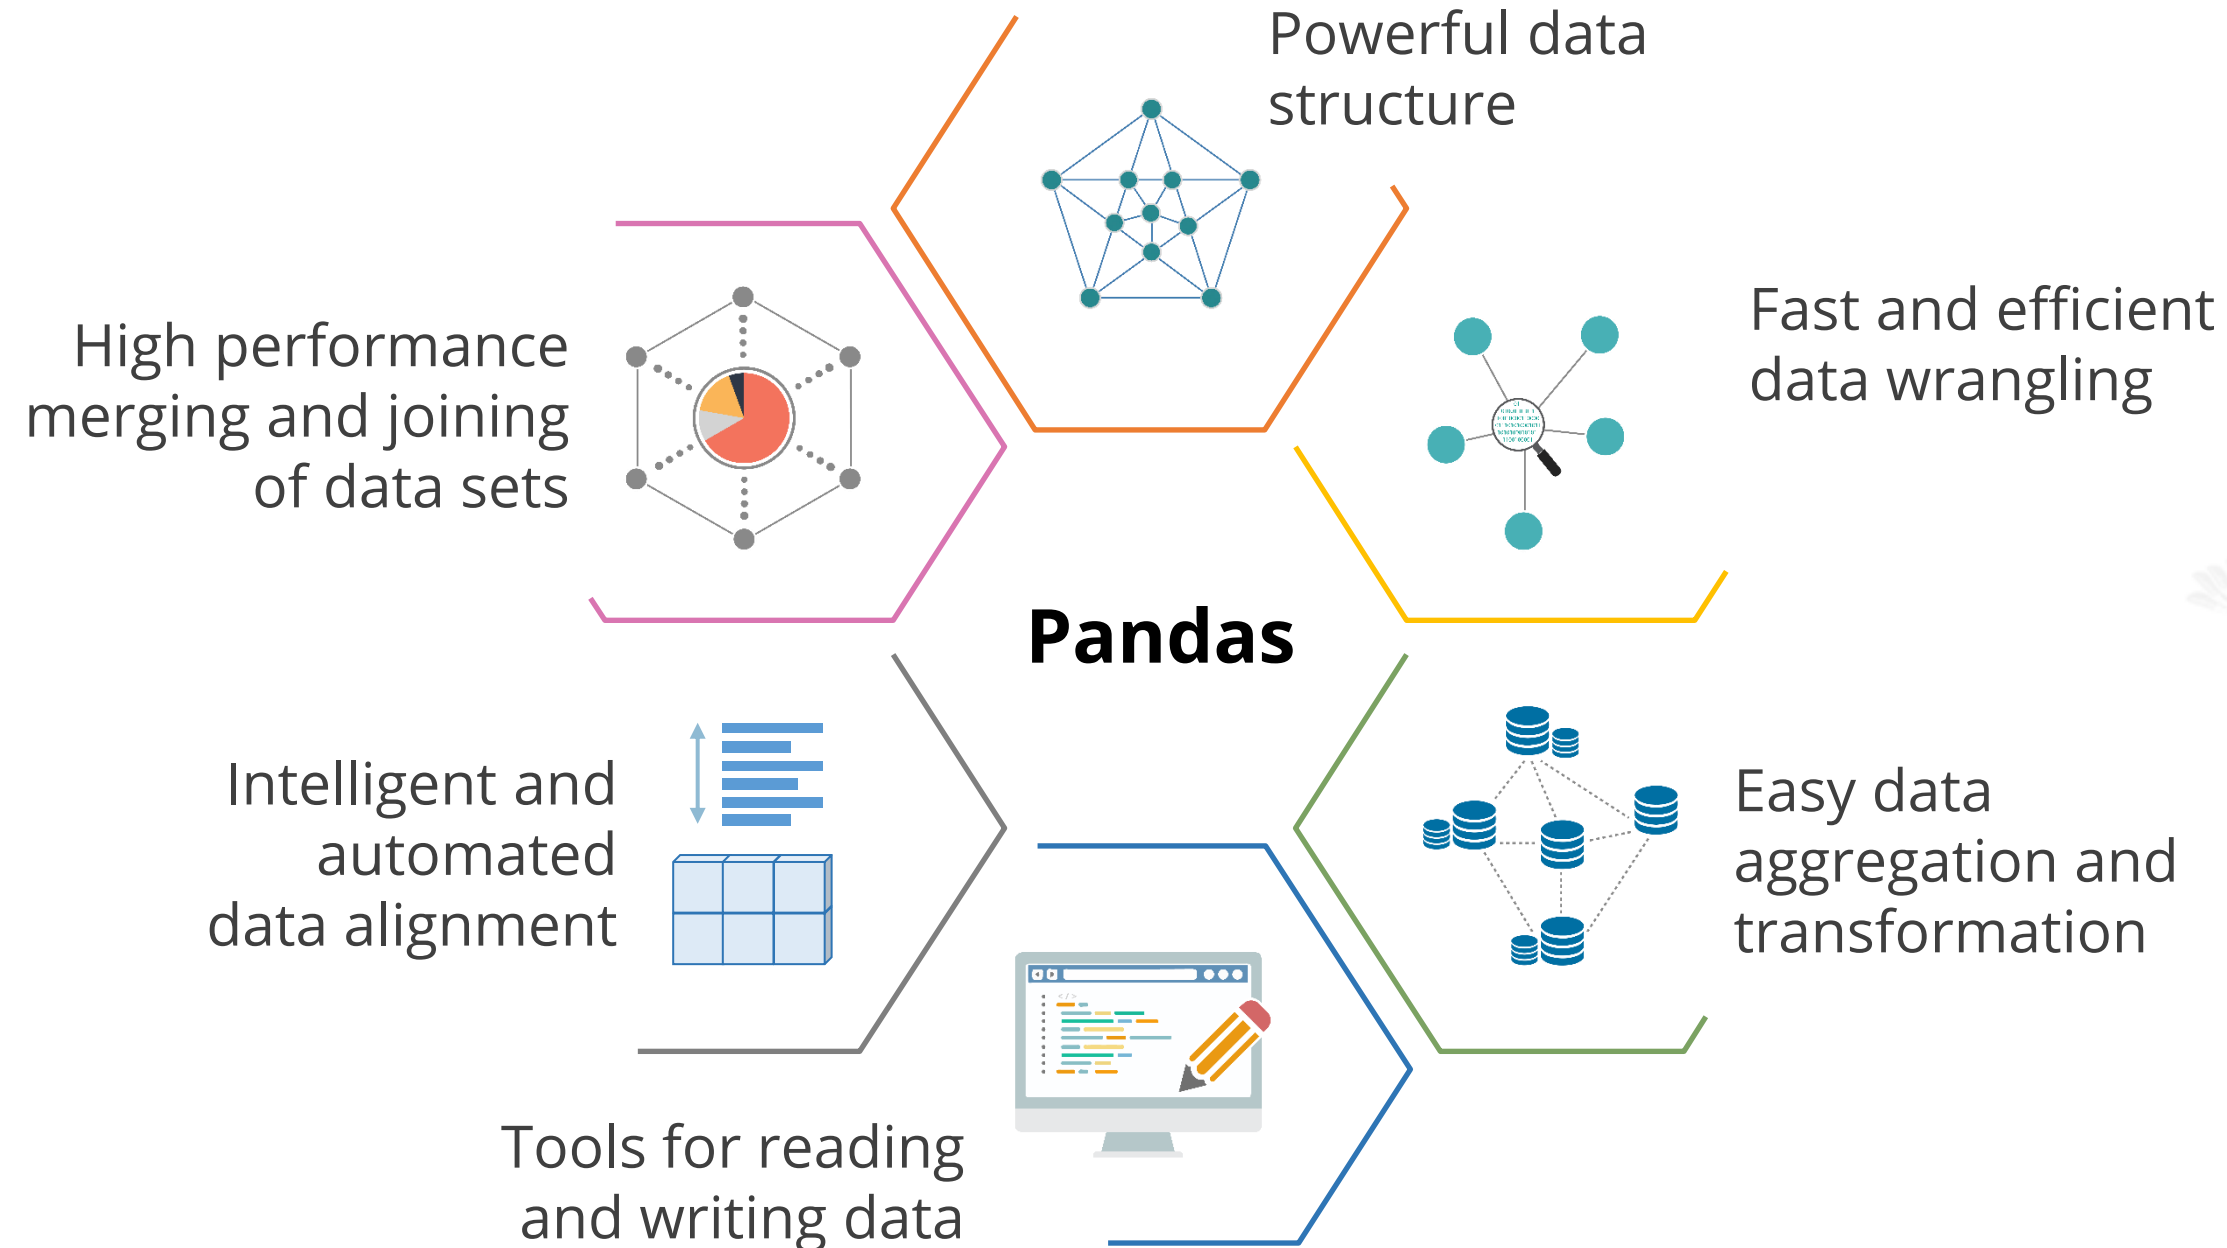 Powerful data
structure
Fast and efficient
data wrangling
High performance
merging and joining
of data sets
Pandas
Intelligent and
automated
data alignment
Easy data
aggregation and
transformation
Tools for reading
and writing data